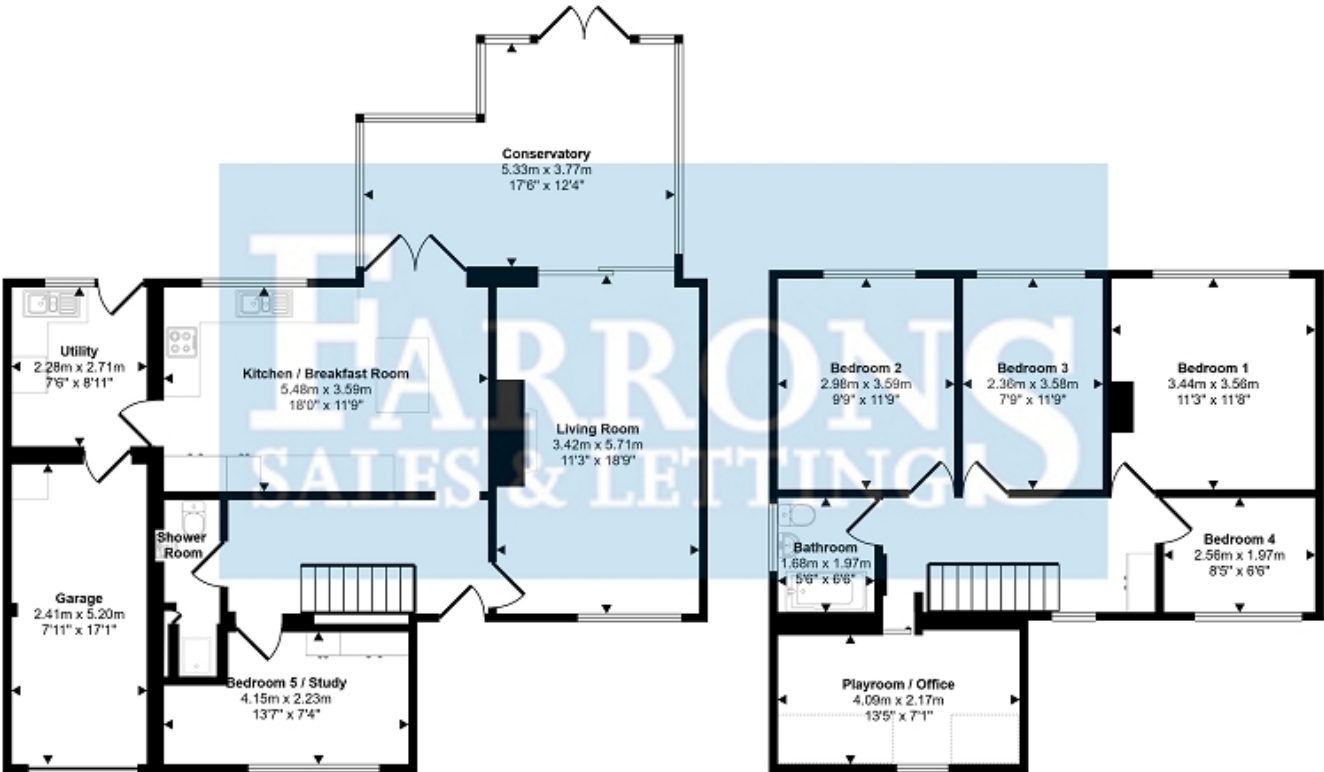 Conservatory
5.33m x 3.77m
17'6" x 12'4"
FARRONS
SALES & LETTINGS
Utility
2.28m x 2.71m
7'6" x 8'11"
Kitchen / Breakfast Room
5.48m x 3.59m
18'0" x 11'9"
Living Room
3.42m x 5.71m
11'3" x 18'9"
Shower
Room
Garage
2.41m x 5.20m
7'11" x 17'1"
Bedroom 5 / Study
4.15m x 2.23m
13'7" x 7'4"
Bedroom 2
2.98m x 3.59m
9'9" x 11'9"
Bedroom 3
2.36m x 3.58m
7'9" x 11'9"
Bedroom 1
3.44m x 3.56m
11'3" x 11'8"
Bathroom
1.68m x 1.97m
5'6" x 6'6"
Bedroom 4
2.56m x 1.97m
8'5" x 6'6"
Playroom / Office
4.09m x 2.17m
13'5" x 7'1"